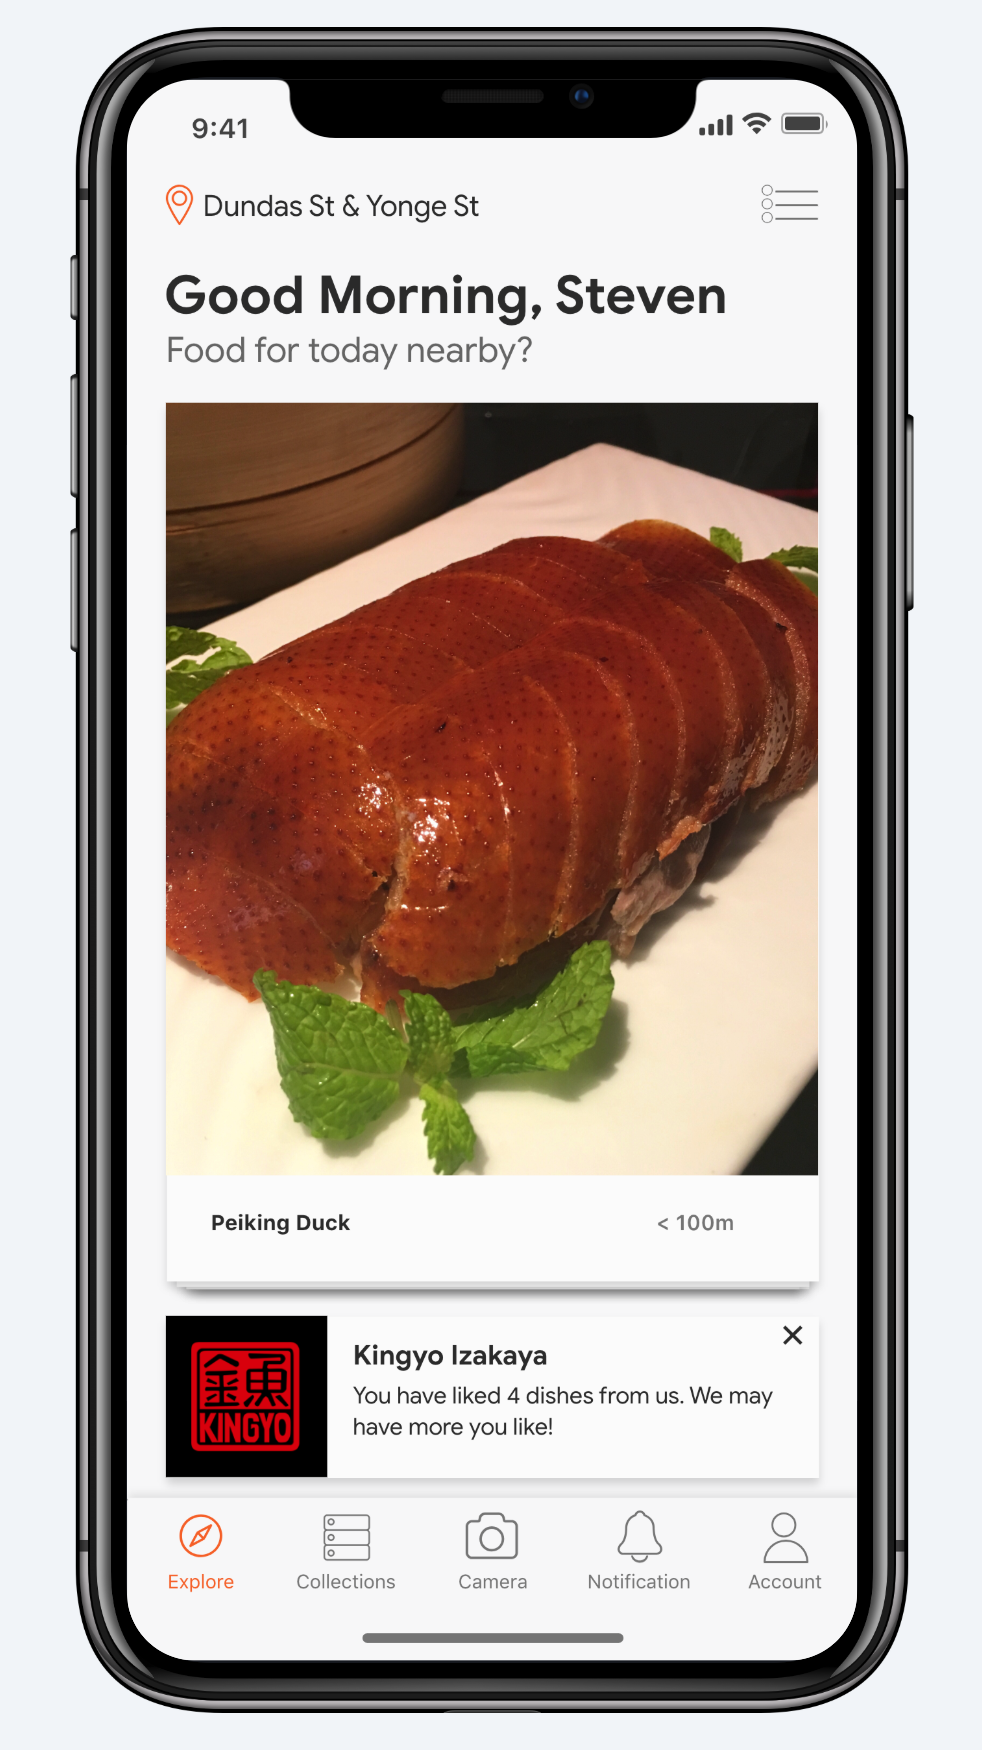 9:41
Dundas St & Yonge St
Good Morning, Steven
Food for today nearby?
Peiking Duck
< 100m
金魚
KINGYO
Kingyo Izakaya
You have liked 4 dishes from us. We may
have more you like!
Explore
Collections
Camera
Notification
Account